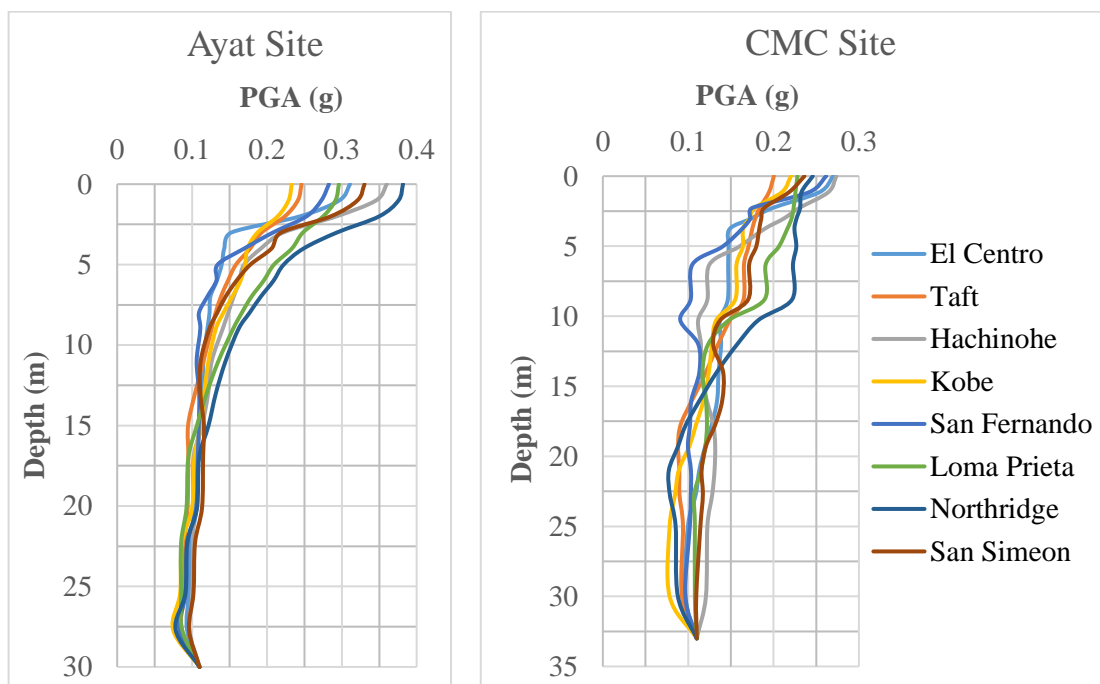 Ayat Site
PGA (g)
0 0.1 0.2 0.3 0.4
0
5
10
15
20
25
30
Depth (m)
CMC Site
PGA (g)
0 0.1 0.2 0.3
0
5
10
15
20
25
30
35
Depth (m)
El Centro
Taft
Hachinohe
Kobe
San Fernando
Loma Prieta
Northridge
San Simeon